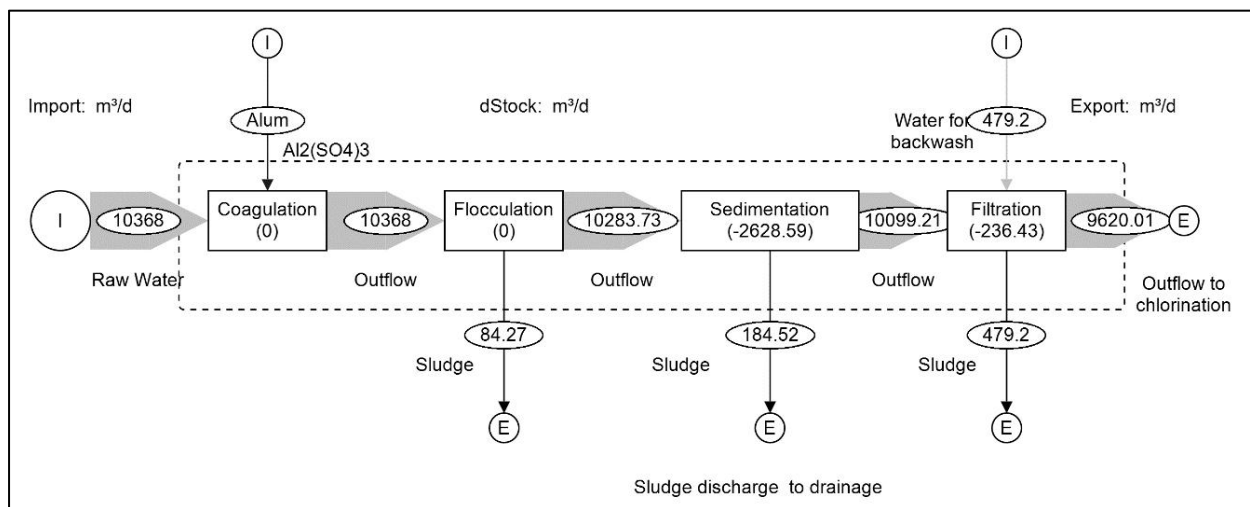 I
I
Import: m³/d
dStock: m³/d
Export: m³/d
Alum
Water for
backwash
479.2
Al2(SO4)3
I
10368
Coagulation
(0)
10368
Flocculation
(0)
10283.73
Sedimentation
(-2628.59)
10099.21
Filtration
(-236.43)
9620.01
E
Raw Water
Outflow
Outflow
Outflow
Outflow to
chlorination
84.27
184.52
479.2
Sludge
Sludge
Sludge
E
E
E
Sludge discharge to drainage